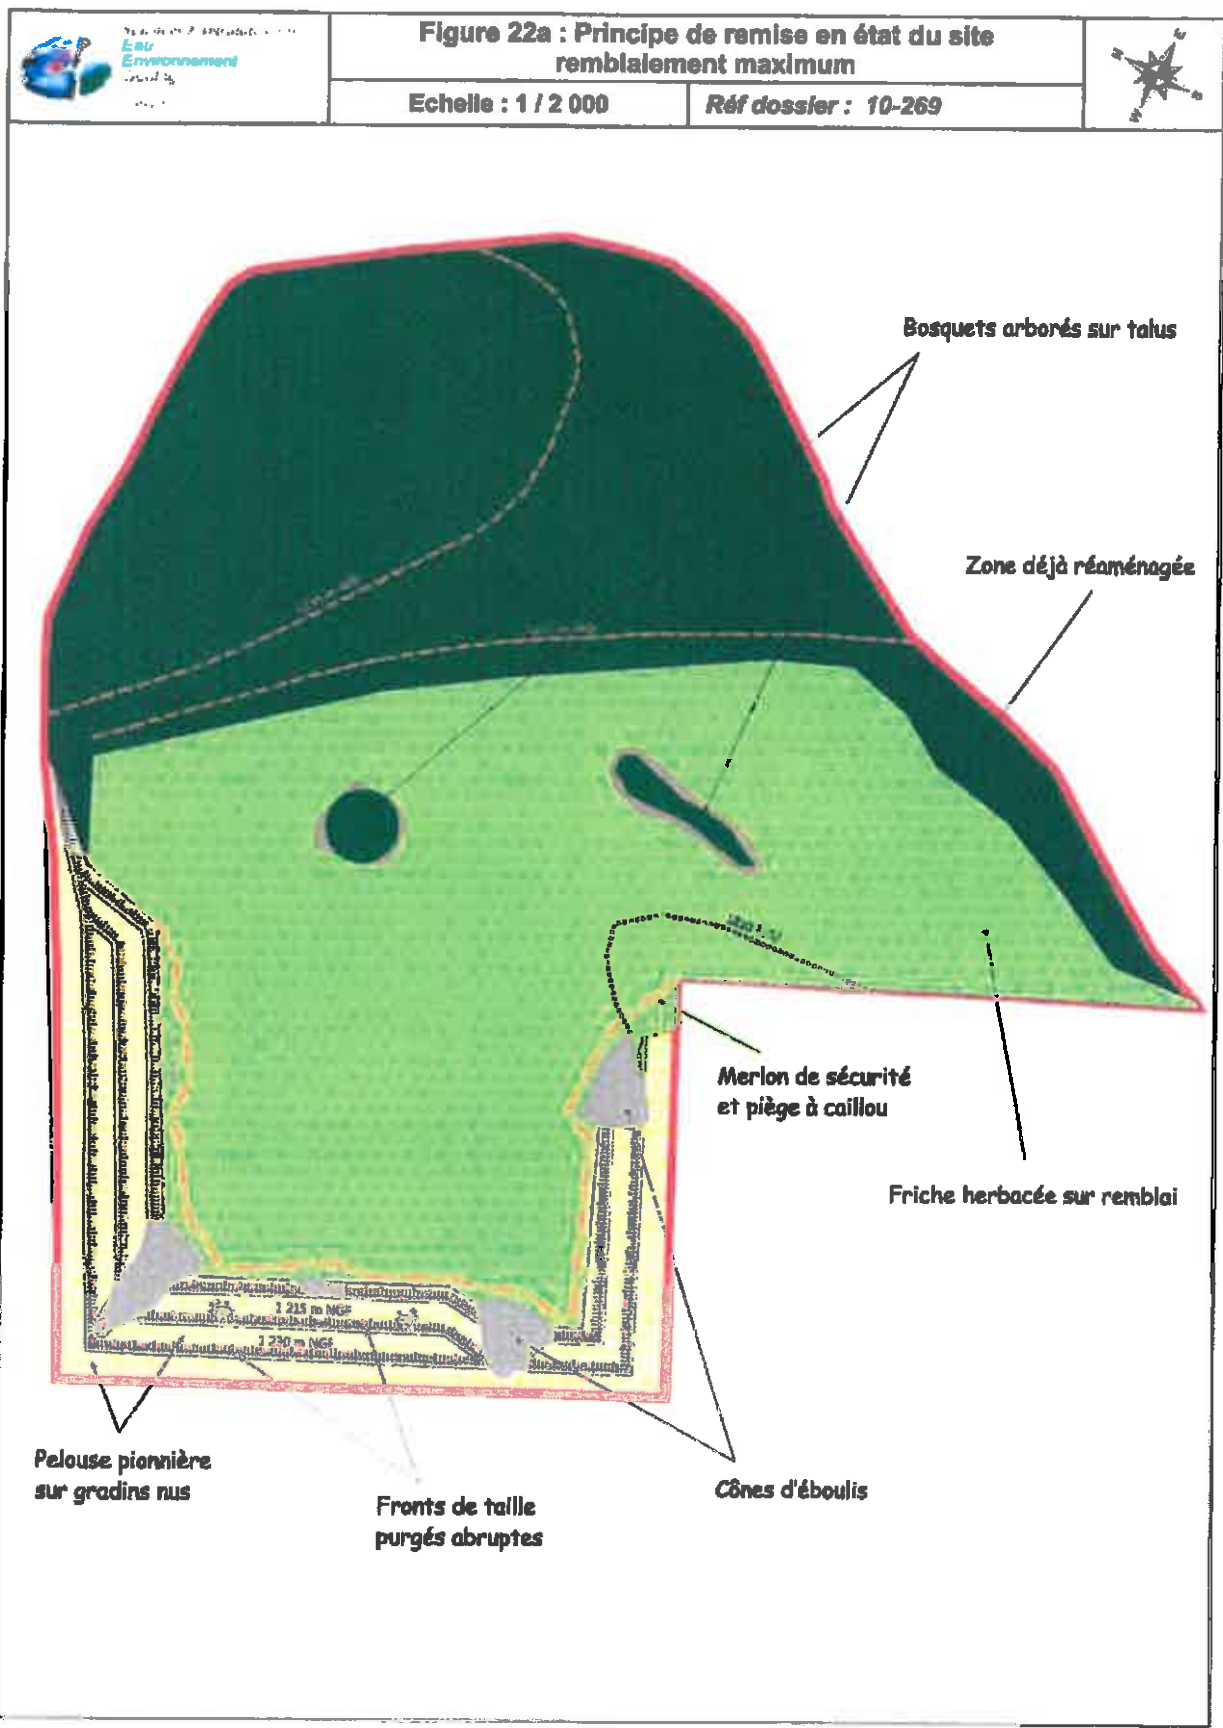 Eau
Environnement
Figure 22a : Principe de remise en état du site
remblaiement maximum
Echelle : 1 / 2 000
Réf dossier : 10-269
Bosquets arborés sur talus
Zone déjà réaménagée
Merlon de sécurité
et piège à caillou
Friche herbacée sur remblai
1 215 m NGF
1 230 m NGF
Pelouse pionnière
sur gradins nus
Fronts de taille
purgés abruptes
Cônes d'éboulis